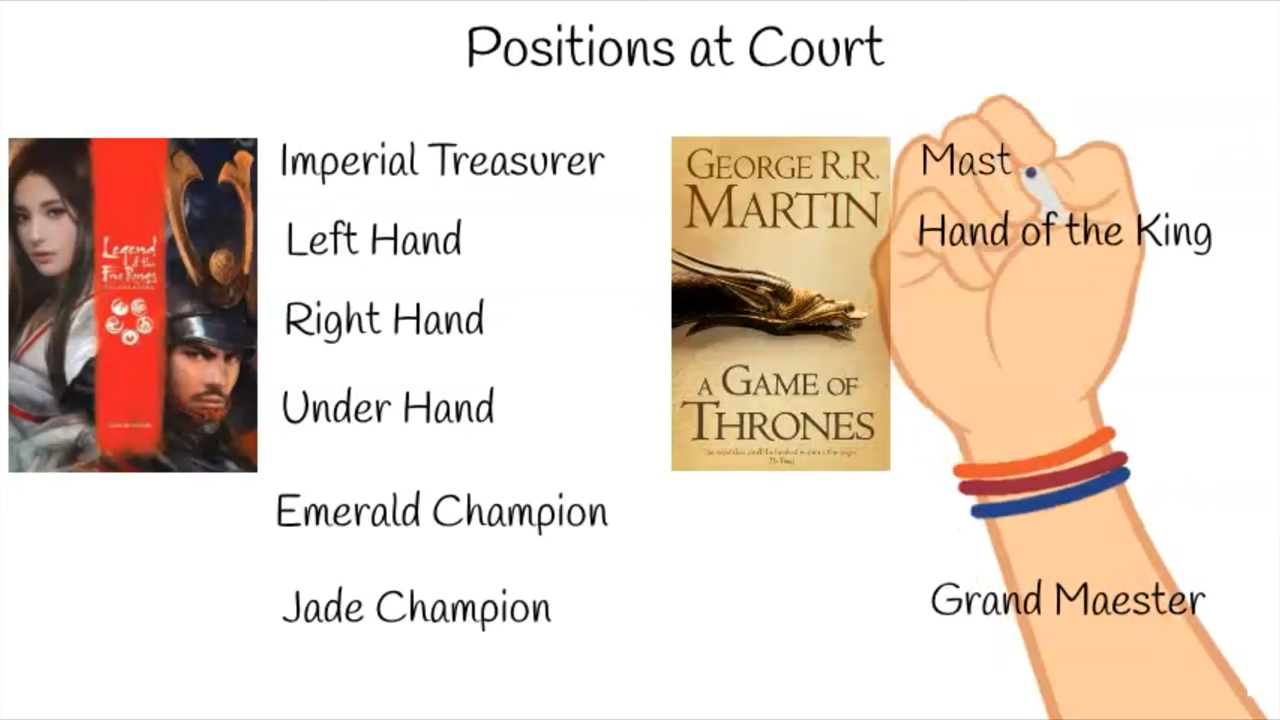 Positions at Court
Imperial Treasurer
Left Hand
Right Hand
Under Hand
Emerald Champion
Jade Champion
Legend
of the
Five Rings
GEORGE R.R.
MARTIN
A GAME OF
THRONES
Mast
Hand of the King
Grand Maester